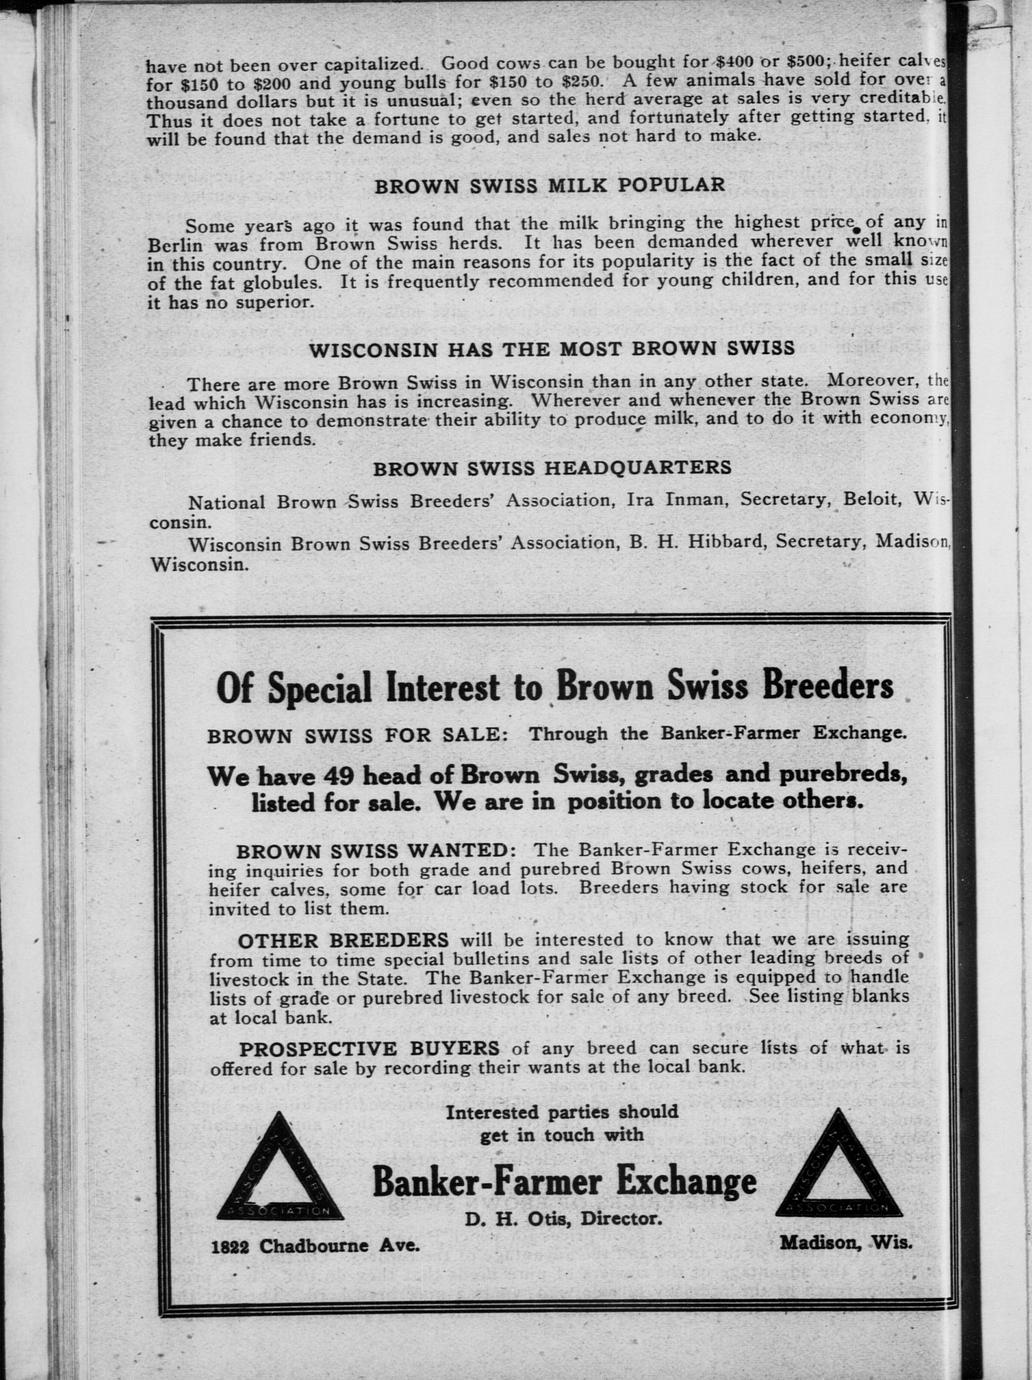 have not been over capitalized. Good cows can be bought for $400 or $500; heifer calves
for $150 to $200 and young bulls for $150 to $250. A few animals have sold for over a
thousand dollars but it is unusual; even so the herd average at sales is very creditable.
Thus it does not take a fortune to get started, and fortunately after getting started, it
will be found that the demand is good, and sales not hard to make.
BROWN SWISS MILK POPULAR
Some years ago it was found that the milk bringing the highest price of any in
Berlin was from Brown Swiss herds. It has been demanded wherever well known
in this country. One of the main reasons for its popularity is the fact of the small size
of the fat globules. It is frequently recommended for young children, and for this use
it has no superior.
WISCONSIN HAS THE MOST BROWN SWISS
There are more Brown Swiss in Wisconsin than in any other state. Moreover, the
lead which Wisconsin has is increasing. Wherever and whenever the Brown Swiss are
given a chance to demonstrate their ability to produce milk, and to do it with economy,
they make friends.
BROWN SWISS HEADQUARTERS
National Brown Swiss Breeders' Association, Ira Inman, Secretary, Beloit, Wis-
consin.
Wisconsin Brown Swiss Breeders' Association, B. H. Hibbard, Secretary, Madison,
Wisconsin.
Of Special Interest to Brown Swiss Breeders
BROWN SWISS FOR SALE: Through the Banker-Farmer Exchange.
We have 49 head of Brown Swiss, grades and purebreds,
listed for sale. We are in position to locate others.
BROWN SWISS WANTED: The Banker-Farmer Exchange is receiv-
ing inquiries for both grade and purebred Brown Swiss cows, heifers, and
heifer calves, some for car load lots. Breeders having stock for sale are
invited to list them.
OTHER BREEDERS will be interested to know that we are issuing
from time to time special bulletins and sale lists of other leading breeds of
livestock in the State. The Banker-Farmer Exchange is equipped to handle
lists of grade or purebred livestock for sale of any breed. See listing blanks
at local bank.
PROSPECTIVE BUYERS of any breed can secure lists of what is
offered for sale by recording their wants at the local bank.
Interested parties should
get in touch with
WISCONSIN BANKERS ASSOCIATION
Banker-Farmer Exchange
WISCONSIN BANKERS ASSOCIATION
D. H. Otis, Director.
1822 Chadbourne Ave. Madison, Wis.